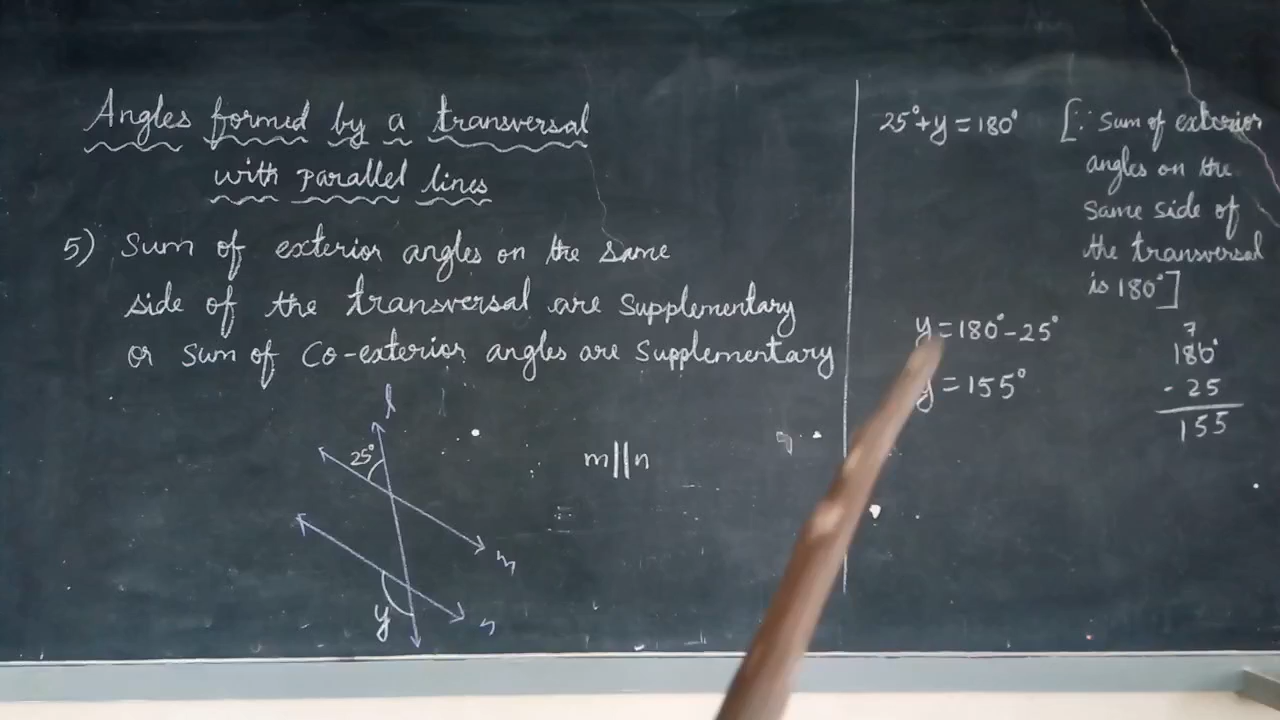 Angles formed by a transversal
with parallel lines
5) Sum of exterior angles on the same
side of the transversal are Supplementary
or Sum of Co-exterior angles are Supplementary
l
25°
m||n
m
n
y
25°+y=180° [∵ Sum of exterior
angles on the
Same side of
the transversal
is 180°]
y=180°-25°
y=155°
7
180°
- 25
155